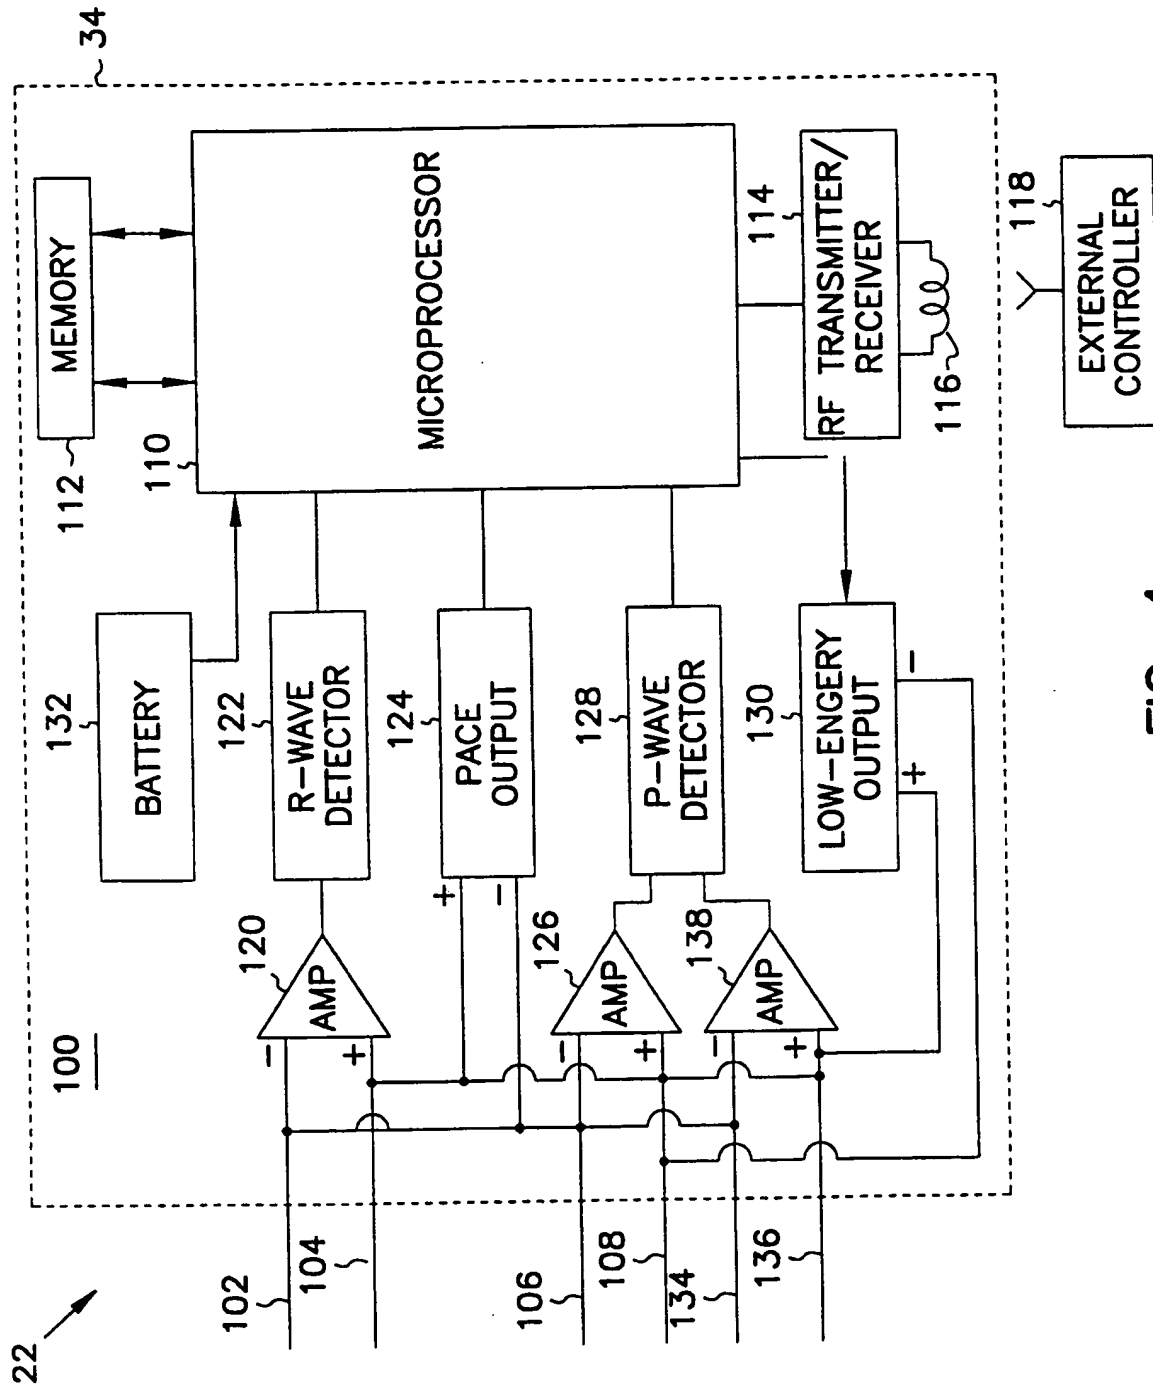 22
34
100
MEMORY
112
110
MICROPROCESSOR
132
BATTERY
120
AMP
-
+
122
R-WAVE
DETECTOR
124
PACE
OUTPUT
+
-
126
AMP
-
+
138
AMP
-
+
128
P-WAVE
DETECTOR
130
LOW-ENGERY
OUTPUT
+
-
114
RF TRANSMITTER/
RECEIVER
116
118
EXTERNAL
CONTROLLER
102
104
106
108
134
136